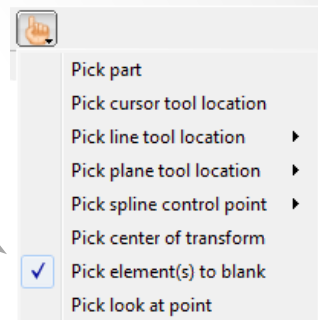 Pick part
Pick cursor tool location
Pick line tool location
Pick plane tool location
Pick spline control point
Pick center of transform
Pick element(s) to blank
Pick look at point